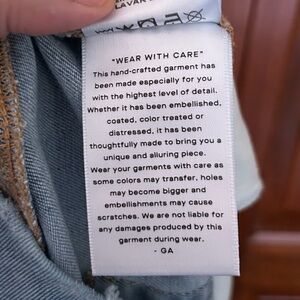 LAVAR
"WEAR WITH CARE"
This hand-crafted garment has
been made especially for you
with the highest level of detail.
Whether it has been embellished,
coated, color treated or
distressed, it has been
thoughtfully made to bring you a
unique and alluring piece.
Wear your garments with care as
some colors may transfer, holes
may become bigger and
embellishments may cause
scratches. We are not liable for
any damages produced by this
garment during wear.
- GA